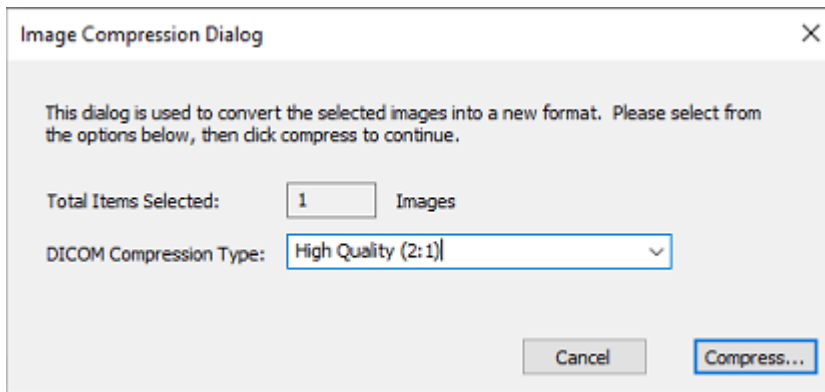 Image Compression Dialog
This dialog is used to convert the selected images into a new format.  Please select from
the options below, then click compress to continue.
Total Items Selected: 1 Images
DICOM Compression Type: High Quality (2:1)
Cancel Compress...